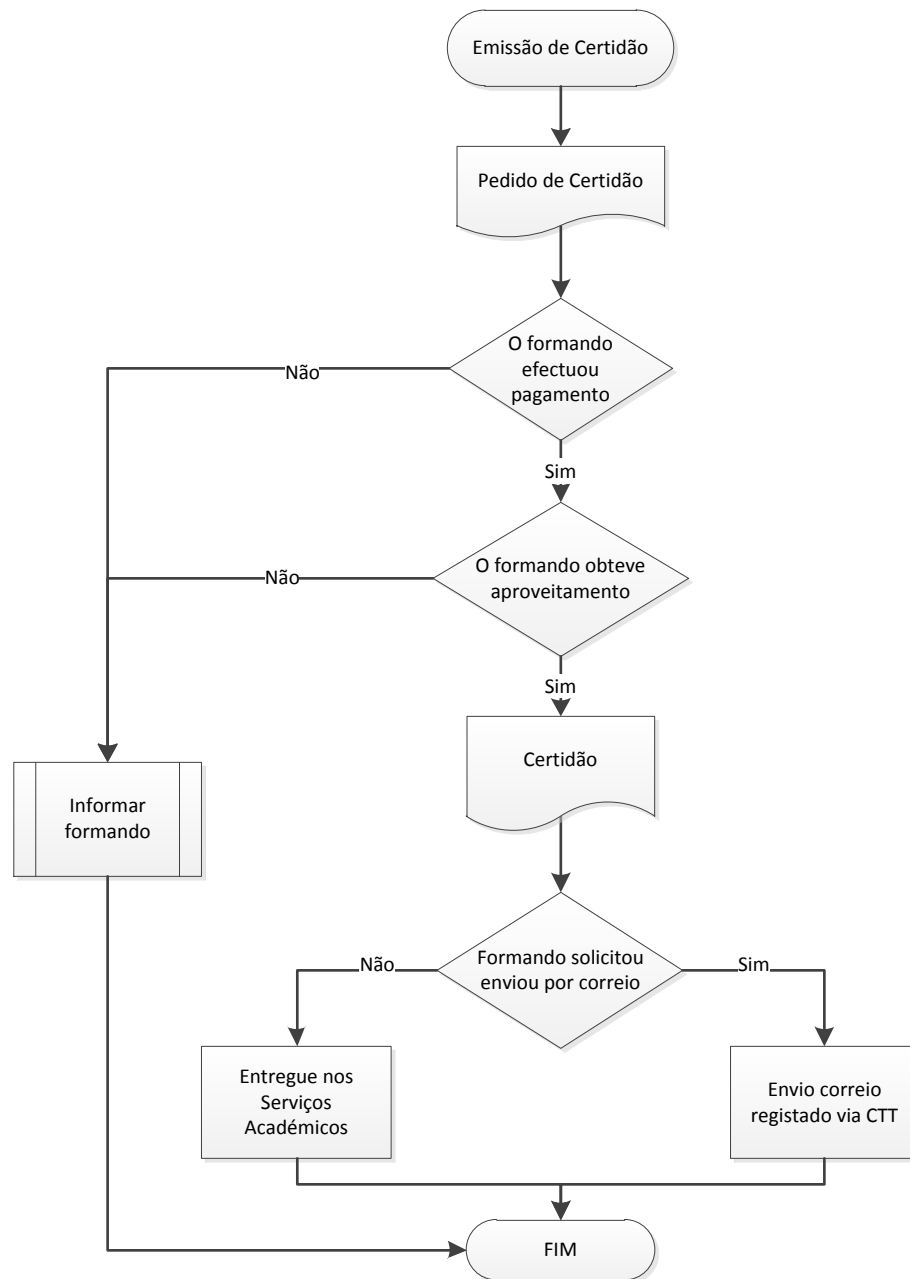 Emissão de Certidão
Pedido de Certidão
O formando
efectuou
pagamento
Não
Sim
O formando obteve
aproveitamento
Não
Sim
Certidão
Informar
formando
Formando solicitou
enviou por correio
Não
Sim
Entregue nos
Serviços
Académicos
Envio correio
registado via CTT
FIM